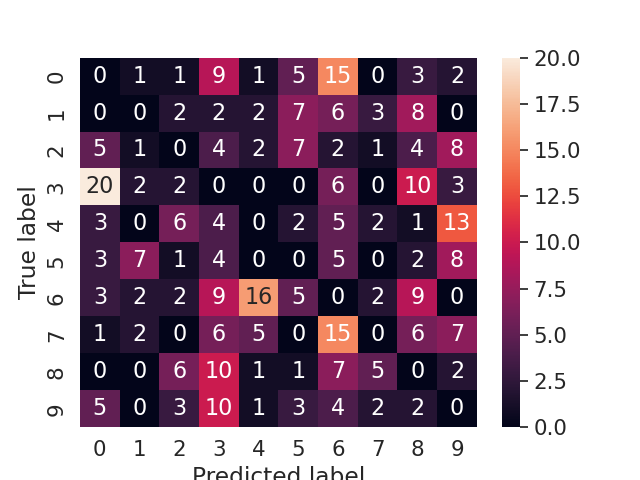 0 0 1 1 9 1 5 15 0 3 2
1 0 0 2 2 2 7 6 3 8 0
2 5 1 0 4 2 7 2 1 4 8
3 20 2 2 0 0 0 6 0 10 3
4 3 0 6 4 0 2 5 2 1 13
5 3 7 1 4 0 0 5 0 2 8
6 3 2 2 9 16 5 0 2 9 0
7 1 2 0 6 5 0 15 0 6 7
8 0 0 6 10 1 1 7 5 0 2
9 5 0 3 10 1 3 4 2 2 0
0 1 2 3 4 5 6 7 8 9
Predicted label
True label
20.0
17.5
15.0
12.5
10.0
7.5
5.0
2.5
0.0